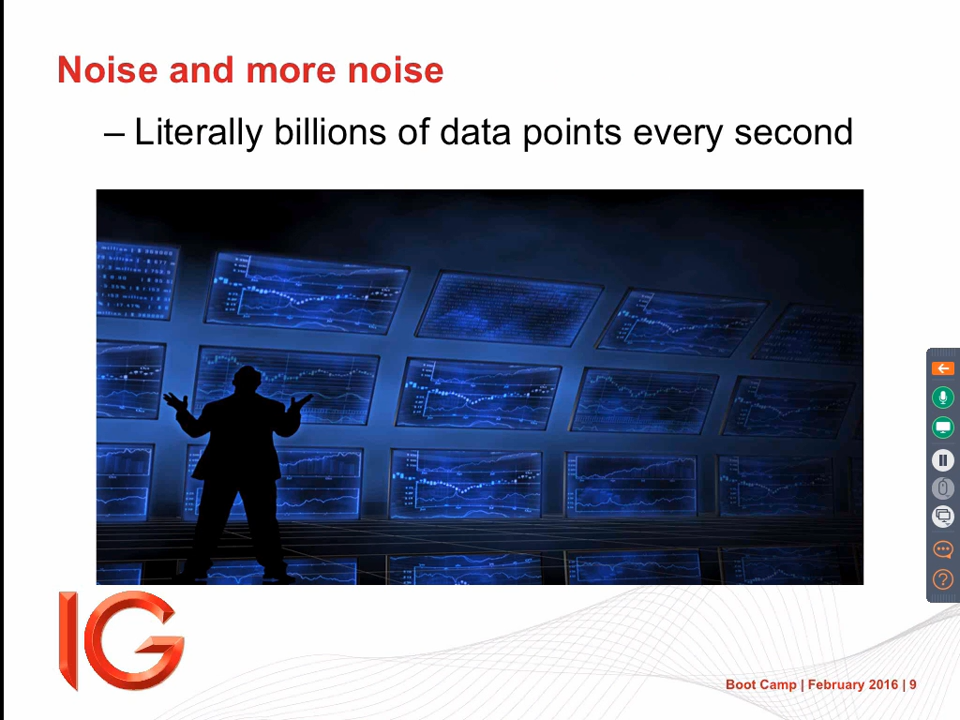 Noise and more noise
– Literally billions of data points every second
IG
Boot Camp | February 2016 | 9